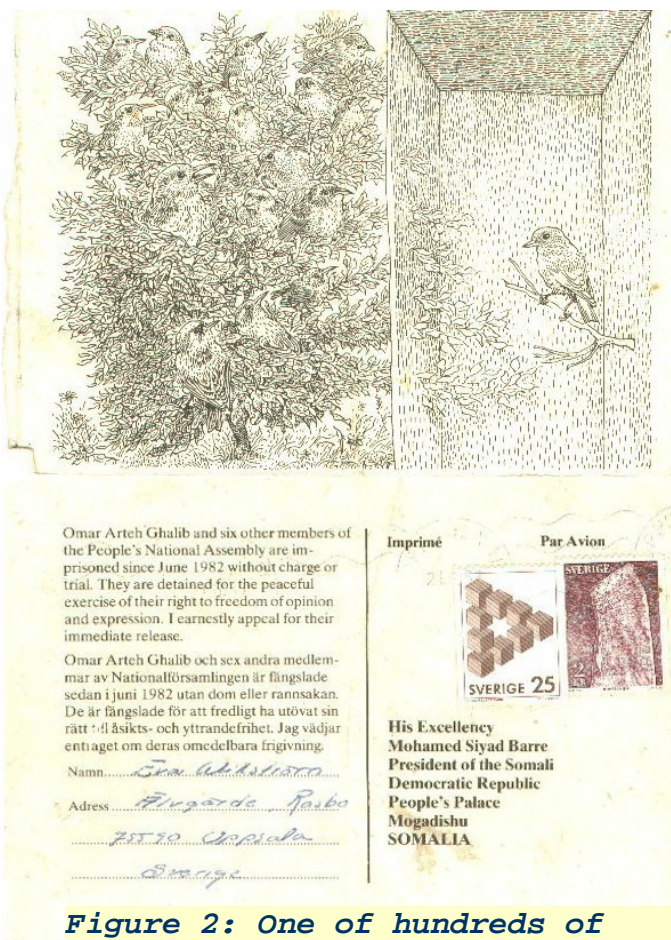 Omar Arteh Ghalib and six other members of
the People's National Assembly are im-
prisoned since June 1982 without charge or
trial. They are detained for the peaceful
exercise of their right to freedom of opinion
and expression. I earnestly appeal for their
immediate release.
Omar Arteh Ghalib och sex andra medlem-
mar av Nationalförsamlingen är fängslade
sedan i juni 1982 utan dom eller rannsakan.
De är fängslade för att fredligt ha utövat sin
rätt till åsikts- och yttrandefrihet. Jag vädjar
entraget om deras omedelbara frigivning.
Namn Eva Wikström
Adress Älvgärde, Rasbo
75590 Uppsala
Sverige
Imprimé Par Avion
SVERIGE 25
SVERIGE
His Excellency
Mohamed Siyad Barre
President of the Somali
Democratic Republic
People's Palace
Mogadishu
SOMALIA
Figure 2: One of hundreds of